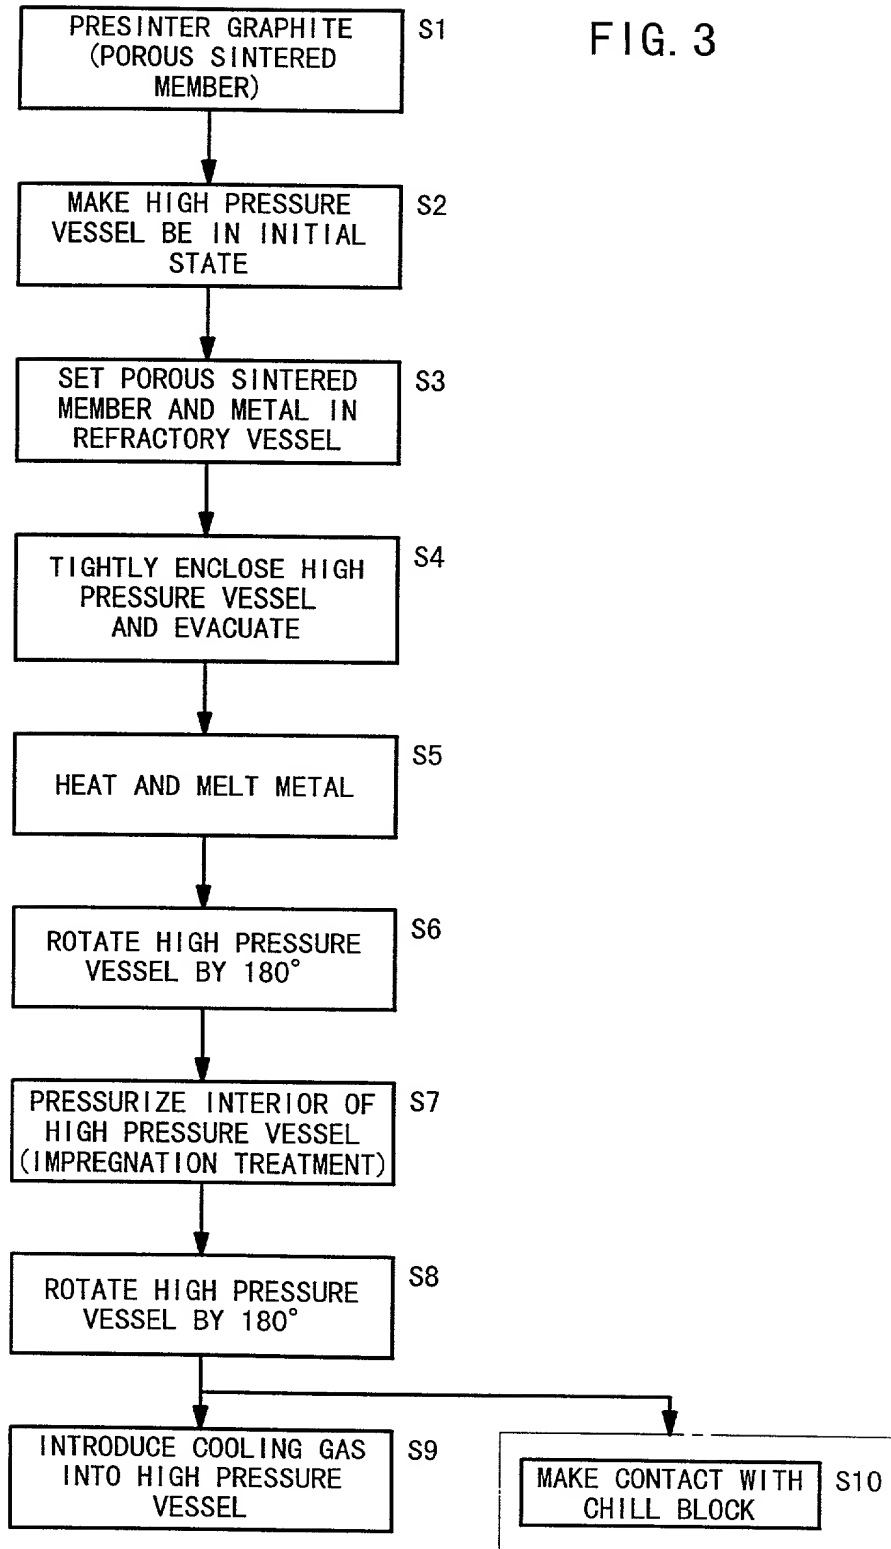 FIG. 3
PRESINTER GRAPHITE
(POROUS SINTERED
MEMBER)
S1
MAKE HIGH PRESSURE
VESSEL BE IN INITIAL
STATE
S2
SET POROUS SINTERED
MEMBER AND METAL IN
REFRACTORY VESSEL
S3
TIGHTLY ENCLOSE HIGH
PRESSURE VESSEL
AND EVACUATE
S4
HEAT AND MELT METAL
S5
ROTATE HIGH PRESSURE
VESSEL BY 180°
S6
PRESSURIZE INTERIOR OF
HIGH PRESSURE VESSEL
(IMPREGNATION TREATMENT)
S7
ROTATE HIGH PRESSURE
VESSEL BY 180°
S8
INTRODUCE COOLING GAS
INTO HIGH PRESSURE
VESSEL
S9
MAKE CONTACT WITH
CHILL BLOCK
S10